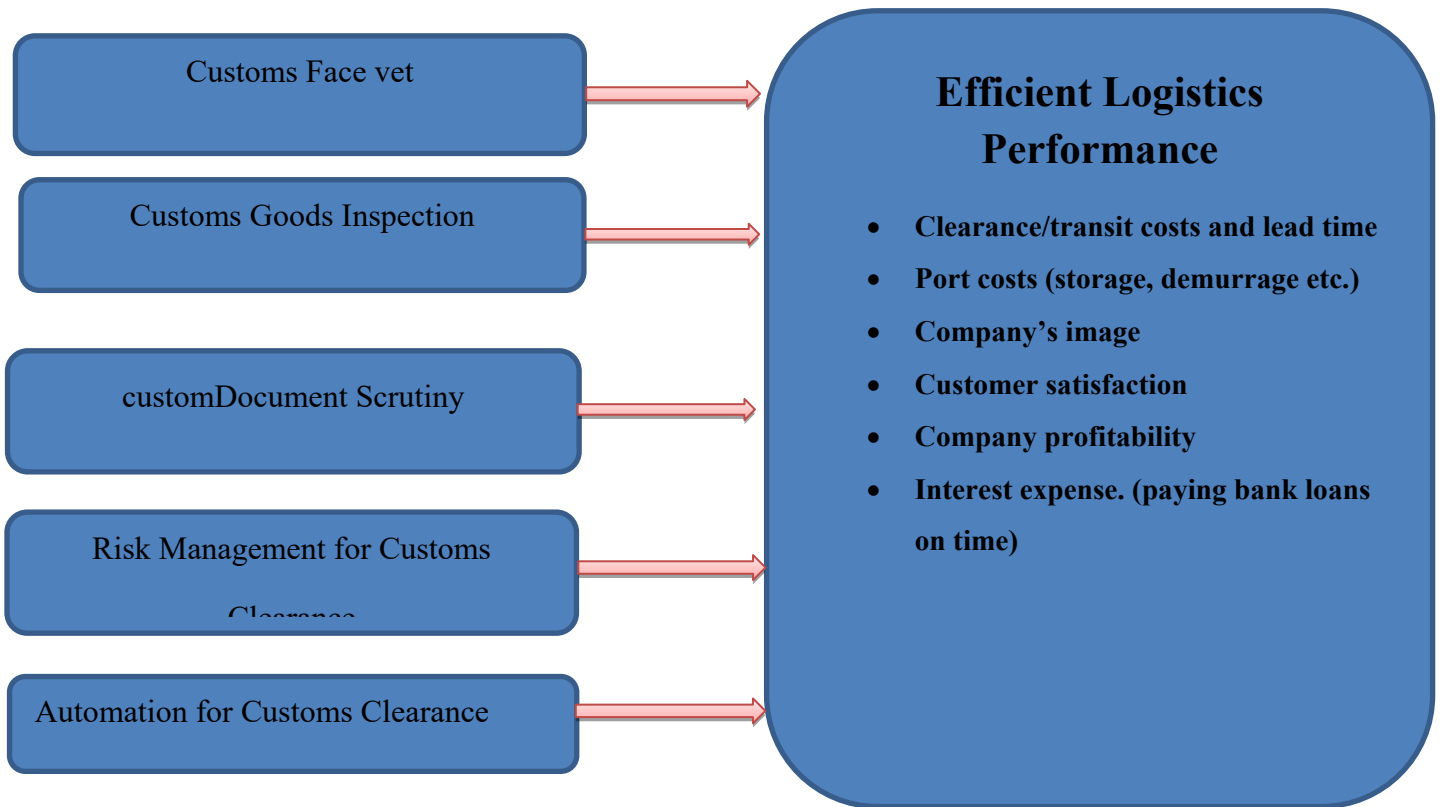 Customs Face vet
Customs Goods Inspection
customDocument Scrutiny
Risk Management for Customs
Clearance
Automation for Customs Clearance
Efficient Logistics
Performance
• Clearance/transit costs and lead time
• Port costs (storage, demurrage etc.)
• Company’s image
• Customer satisfaction
• Company profitability
• Interest expense. (paying bank loans
on time)